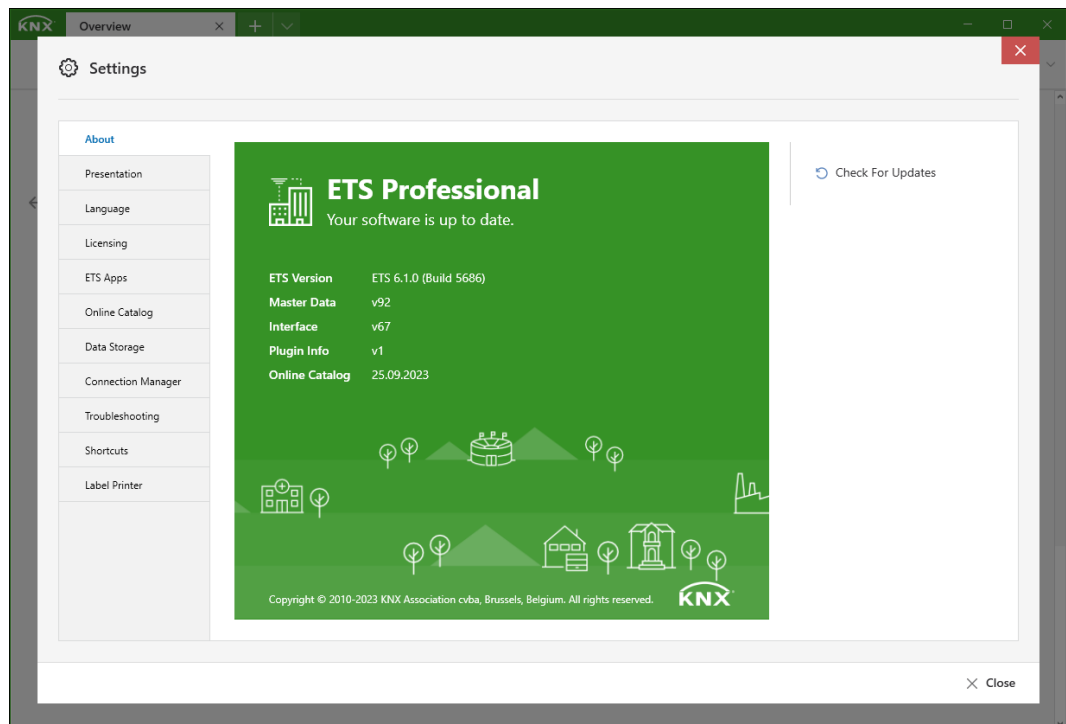 KNX Overview
Settings
About
Presentation
Language
Licensing
ETS Apps
Online Catalog
Data Storage
Connection Manager
Troubleshooting
Shortcuts
Label Printer
ETS Professional
Your software is up to date.
ETS Version ETS 6.1.0 (Build 5686)
Master Data v92
Interface v67
Plugin Info v1
Online Catalog 25.09.2023
Copyright © 2010-2023 KNX Association cvba, Brussels, Belgium. All rights reserved. KNX
Check For Updates
Close